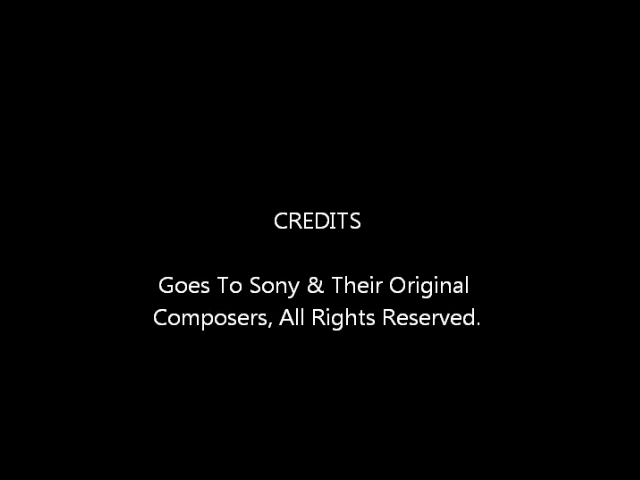 CREDITS
Goes To Sony & Their Original
Composers, All Rights Reserved.